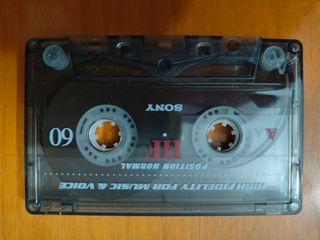 HIGH FIDELITY FOR MUSIC & VOICE
POSITION NORMAL
HF
A 60
SONY